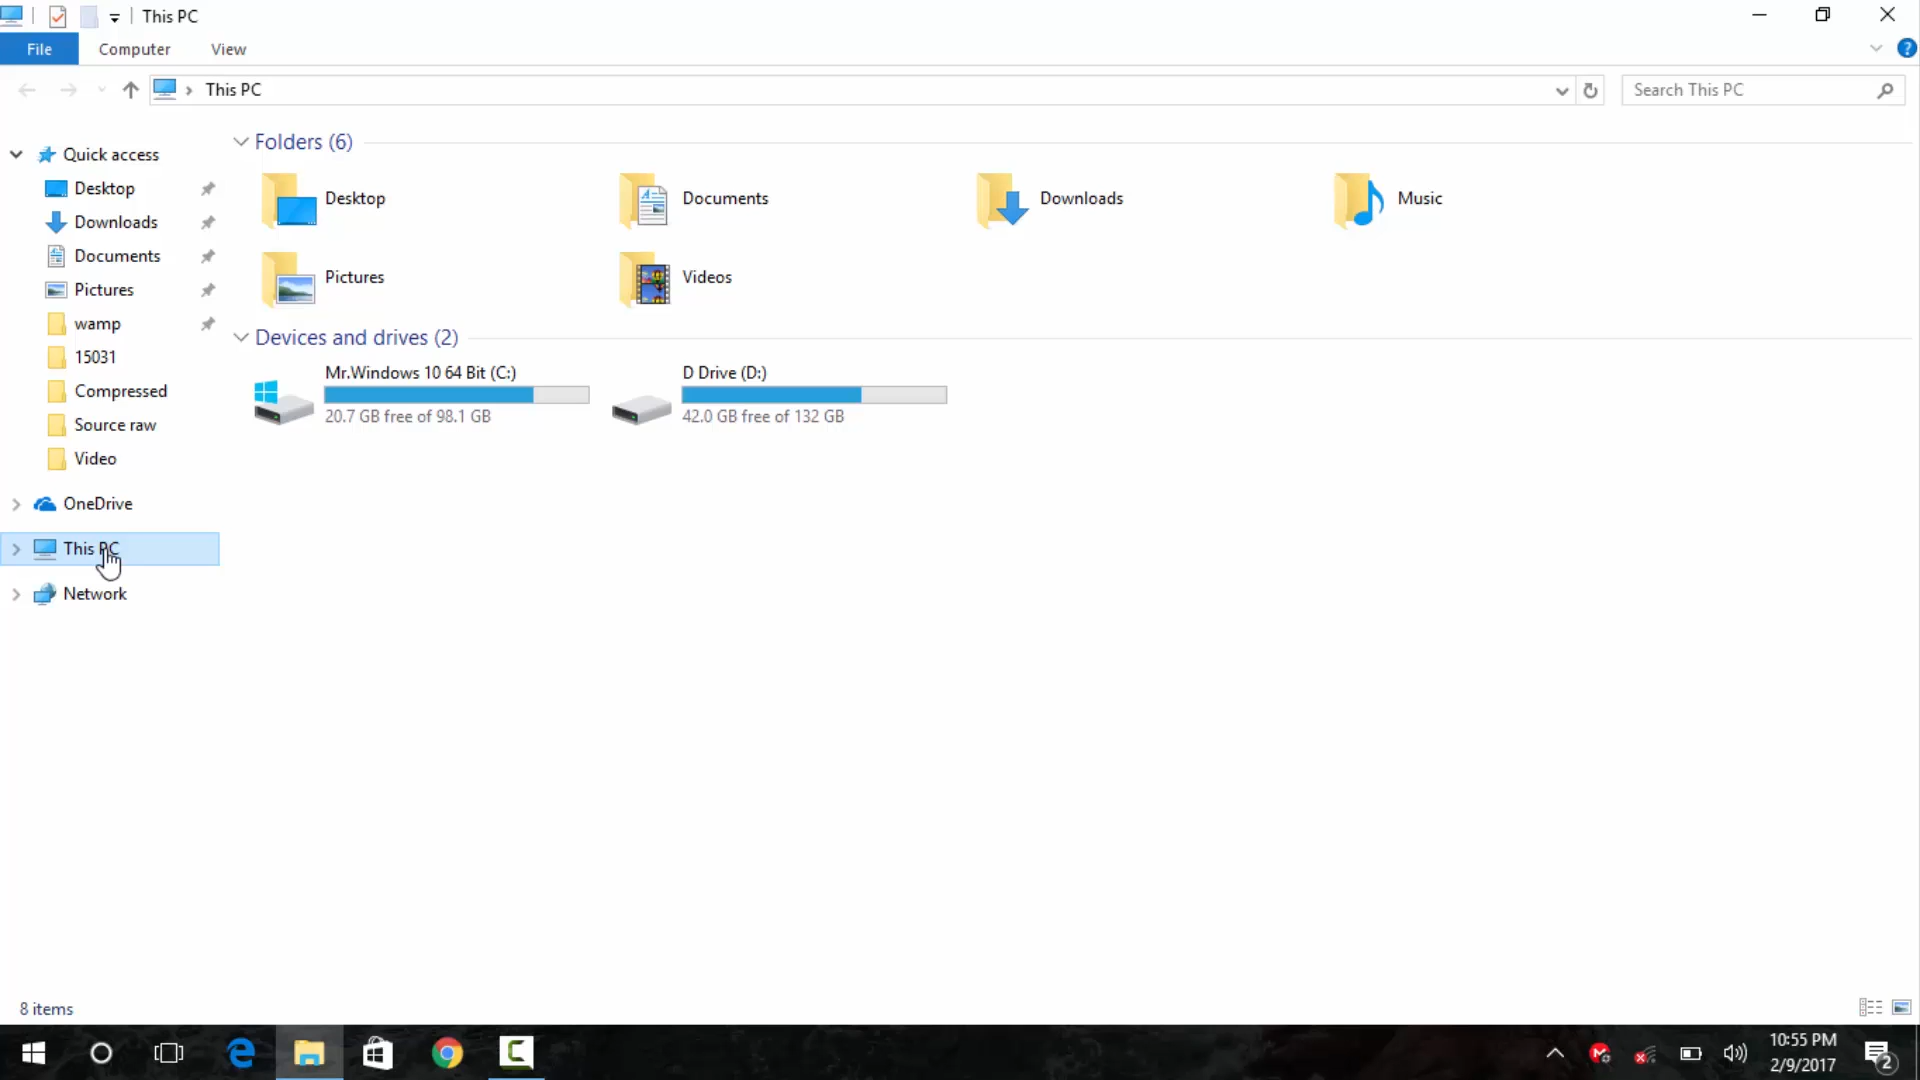 This PC
File Computer View
This PC
Search This PC
Quick access
Desktop
Downloads
Documents
Pictures
wamp
15031
Compressed
Source raw
Video
OneDrive
This PC
Network
Folders (6)
Desktop
Documents
Downloads
Music
Pictures
Videos
Devices and drives (2)
Mr.Windows 10 64 Bit (C:)
20.7 GB free of 98.1 GB
D Drive (D:)
42.0 GB free of 132 GB
8 items
10:55 PM
2/9/2017
2